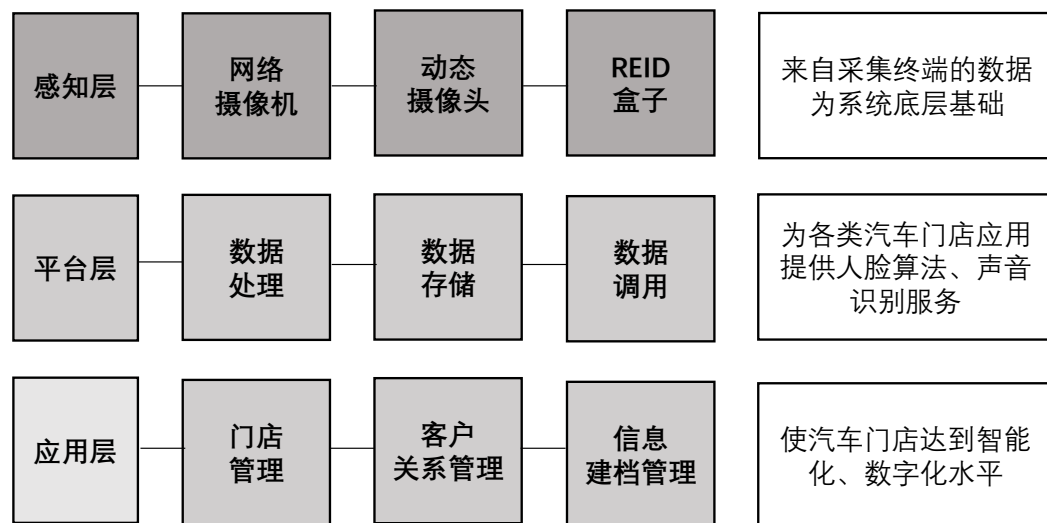 感知层
网络
摄像机
动态
摄像头
REID
盒子
来自采集终端的数据
为系统底层基础
平台层
数据
处理
数据
存储
数据
调用
为各类汽车门店应用
提供人脸算法、声音
识别服务
应用层
门店
管理
客户
关系管理
信息
建档管理
使汽车门店达到智能
化、数字化水平